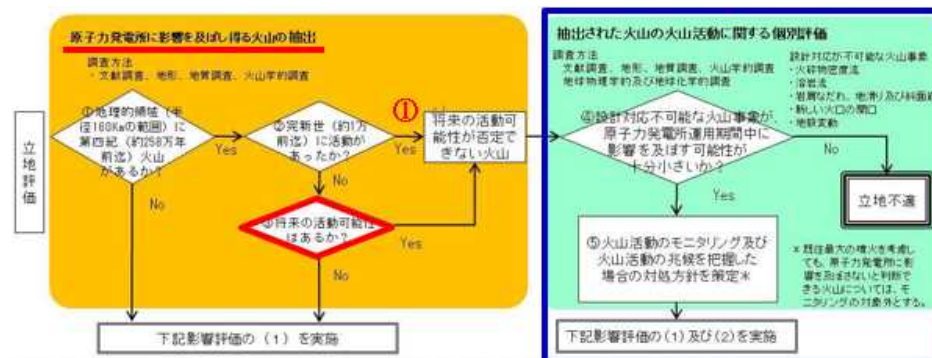 原子力発電所に影響を及ぼし得る火山の抽出
調査方法
・文献調査、地形、地質調査、火山学的調査
立地評価
①地理的領域（半
径160Kmの範囲）に
第四紀（約258万年
前迄）火山
があるか？
Yes
No
②完新世（約1万年
前迄）に活動が
あったか？
①
Yes
No
将来の活動可
能性が否定で
きない火山
③将来の活動可能性
はあるか？
Yes
No
下記影響評価の（1）を実施
抽出された火山の火山活動に関する個別評価
調査方法
・文献調査、地形、地質調査、火山学的調査
地球物理学的及び地球化学的調査
設計対応が不可能な火山事象
・火砕物密度流
・溶岩流
・岩屑なだれ、地滑り及び斜面
・新しい火口の開口
・地殻変動
④設計対応不可能な火山事象が、
原子力発電所運用期間中に
影響を及ぼす可能性が
十分小さいか？
No
Yes
立地不適
⑤火山活動のモニタリング及び
火山活動の兆候を把握した
場合の対処方針を策定＊
＊既往最大の噴火を考慮し
ても、原子力発電所に影
響を及ぼさないと判断で
きる火山については、モ
ニタリングの対象外とする。
下記影響評価の（1）及び（2）を実施